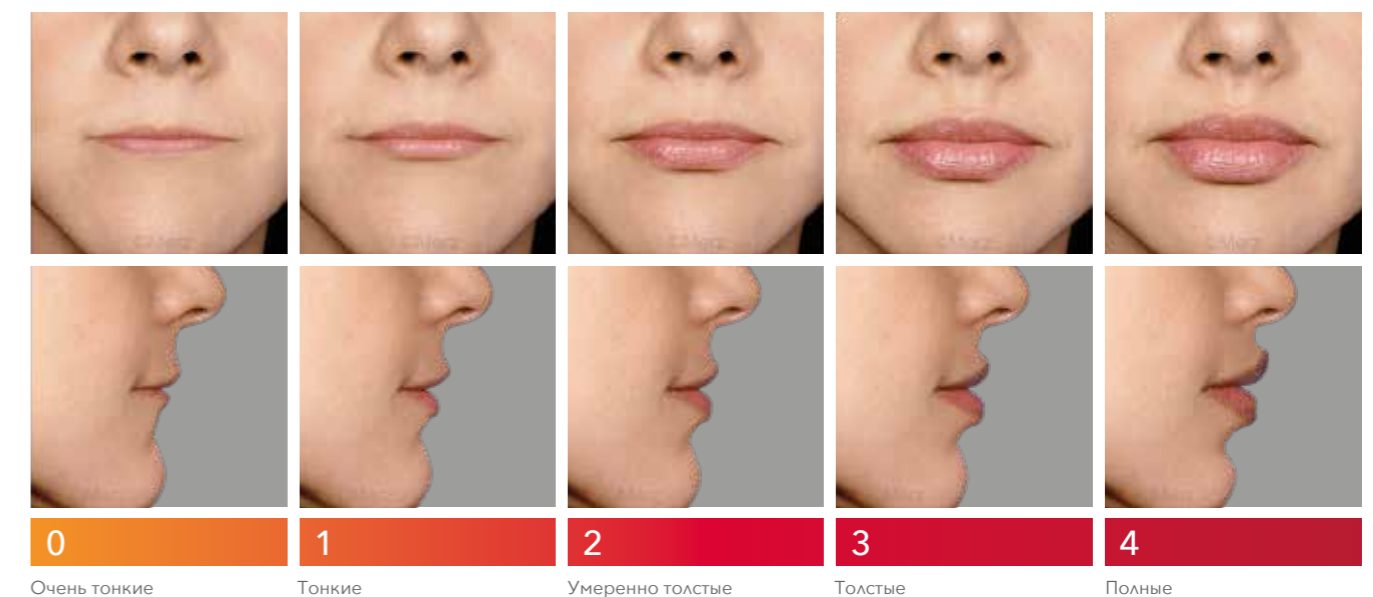 0
1
2
3
4
Очень тонкие
Тонкие
Умеренно толстые
Толстые
Полные